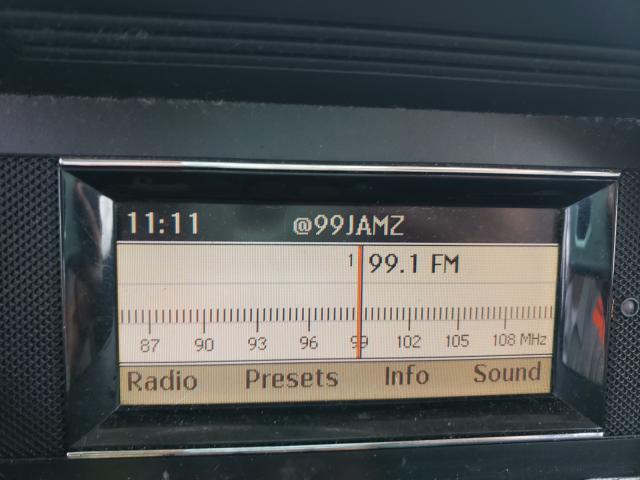 11:11 @99JAMZ
1 99.1 FM
87 90 93 96 99 102 105 108 MHz
Radio Presets Info Sound